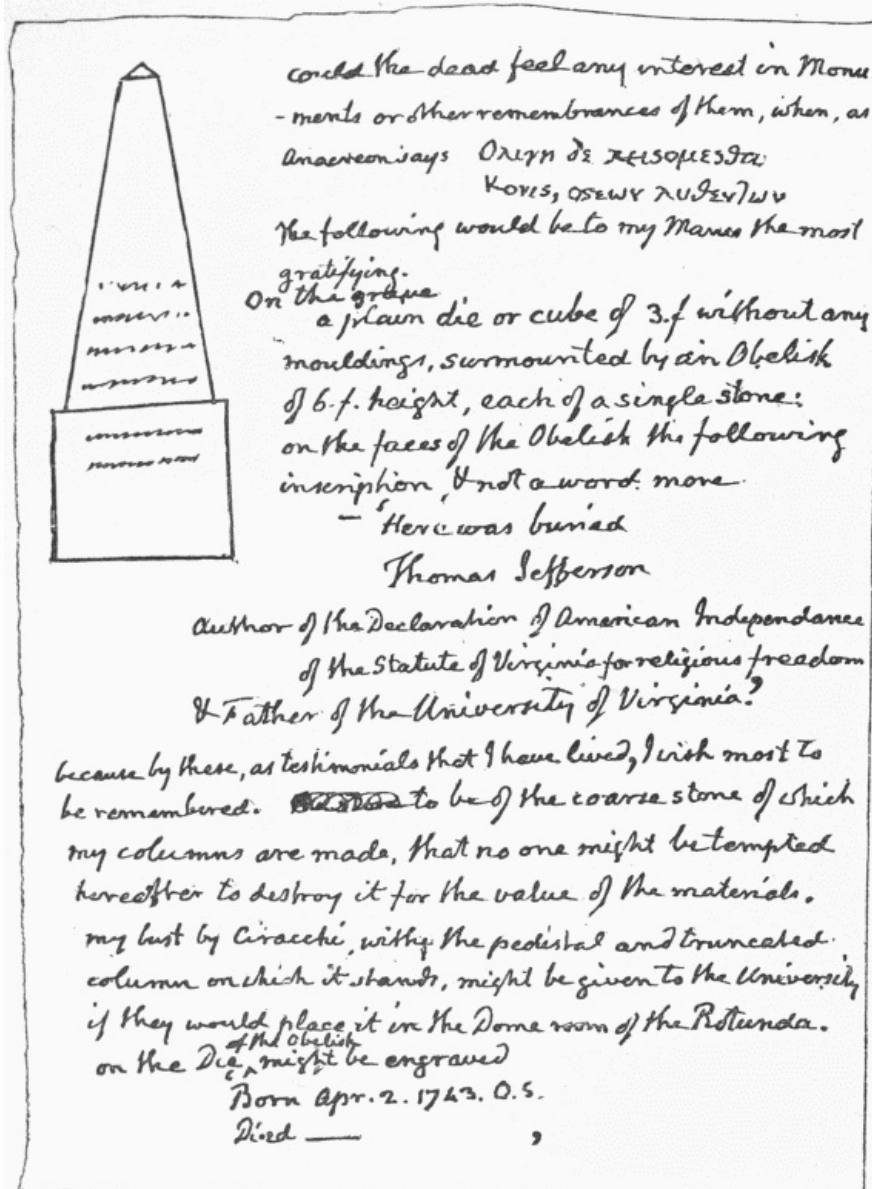 could the dead feel any interest in Monu
-ments or other remembrances of them, when, as
Anacreon says Ολιγη δε κεισομεσθα
Κονις, οσεων λυθεντων
the following would be to my Manes the most
gratifying.
On the grave
a plain die or cube of 3.f without any
mouldings, surmounted by an Obelisk
of 6.f. height, each of a single stone:
on the faces of the Obelisk the following
inscription, & not a word more
— ‘Here was buried
Thomas Jefferson
Author of the Declaration of American Independance
of the Statute of Virginia for religious freedom
& Father of the University of Virginia.’
because by these, as testimonials that I have lived, I wish most to
be remembered. to be of the coarse stone of which
my columns are made, that no one might be tempted
hereafter to destroy it for the value of the materials.
my bust by Ciracchi, with the pedestal and truncated
column on which it stands, might be given to the University
if they would place it in the Dome room of the Rotunda.
on the Die of the Obelisk might be engraved
‘Born Apr. 2. 1743. O.S.
Died —— ’